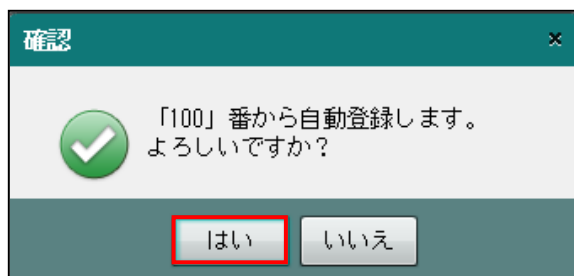 確認
「100」番から自動登録します。
よろしいですか？
はい
いいえ